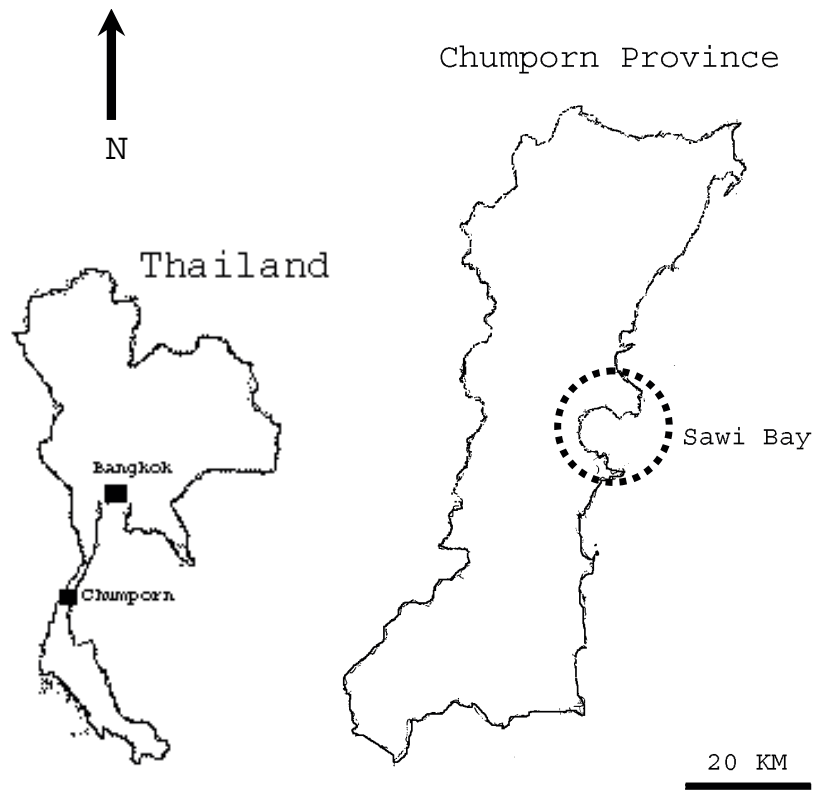 Chumporn Province
N
Thailand
Sawi Bay
Bangkok
Chumporn
20 KM